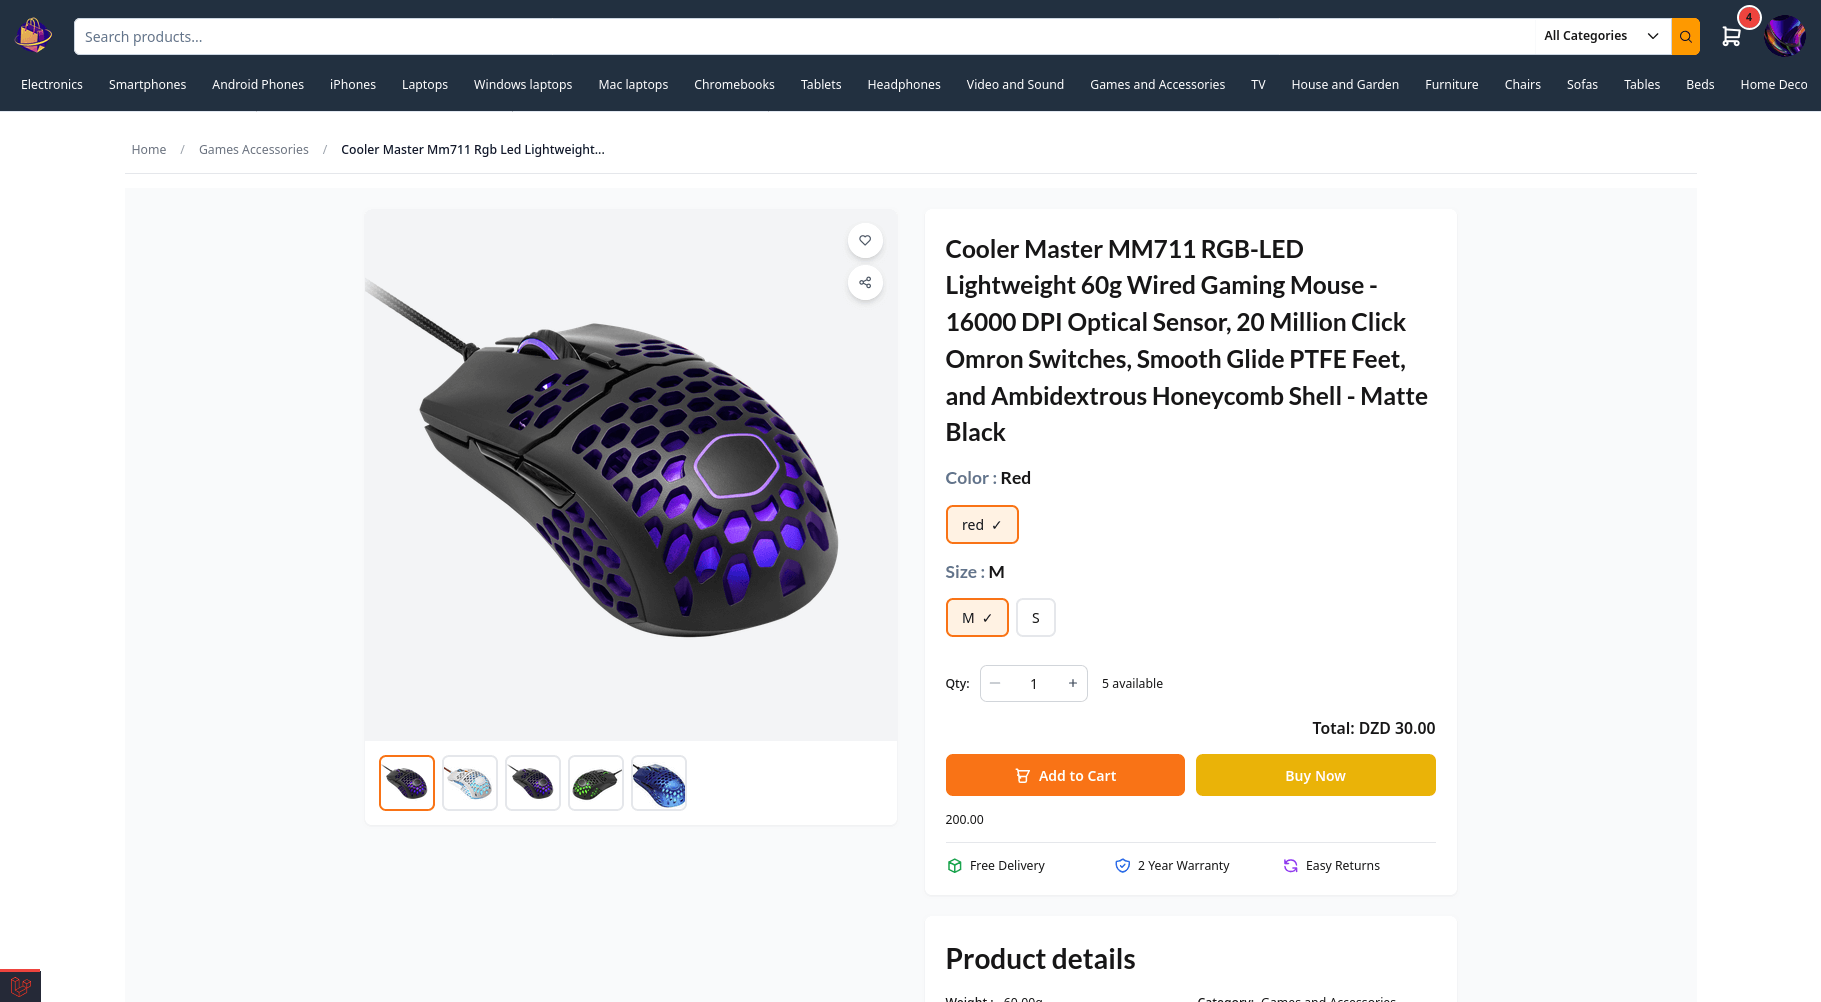 Search products...
All Categories
4
Electronics Smartphones Android Phones iPhones Laptops Windows laptops Mac laptops Chromebooks Tablets Headphones Video and Sound Games and Accessories TV House and Garden Furniture Chairs Sofas Tables Beds Home Deco
Home / Games Accessories / Cooler Master Mm711 Rgb Led Lightweight...
Cooler Master MM711 RGB-LED
Lightweight 60g Wired Gaming Mouse -
16000 DPI Optical Sensor, 20 Million Click
Omron Switches, Smooth Glide PTFE Feet,
and Ambidextrous Honeycomb Shell - Matte
Black
Color : Red
red ✓
Size : M
M ✓ S
Qty: − 1 + 5 available
Total: DZD 30.00
Add to Cart Buy Now
200.00
Free Delivery 2 Year Warranty Easy Returns
Product details
Weight : 60.00g Category: Games and Accessories